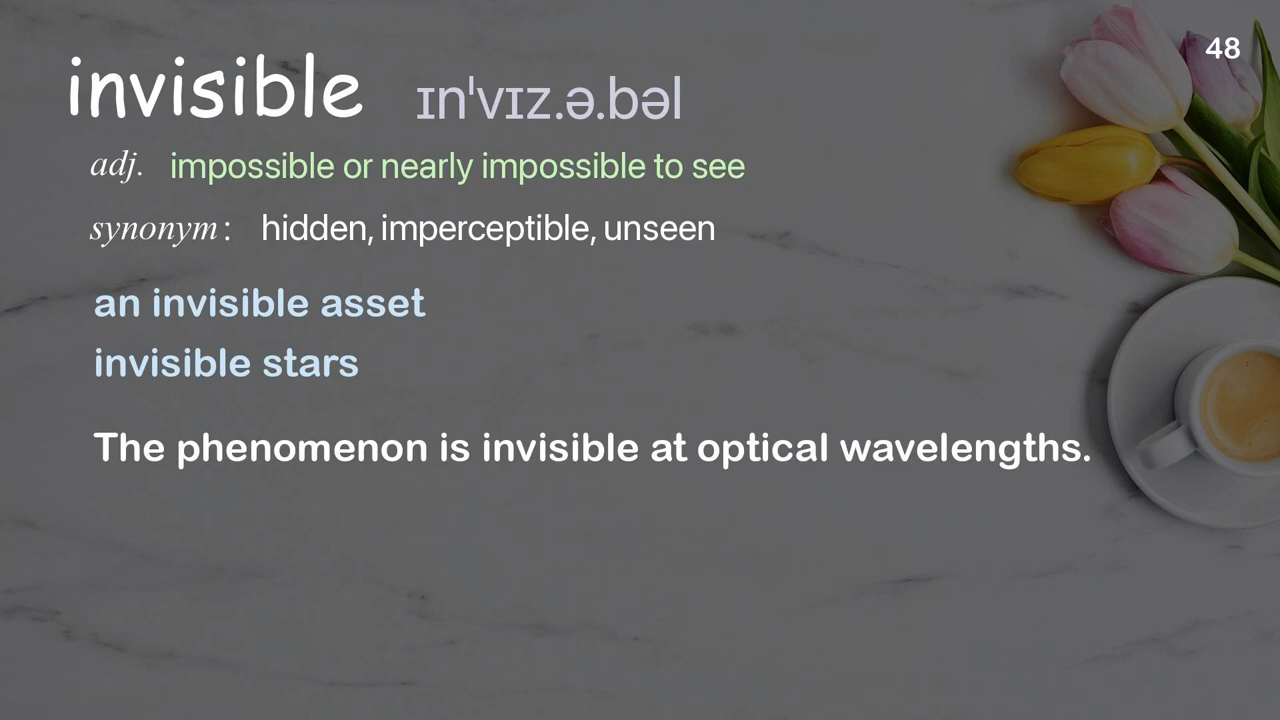 48
invisible ɪnˈvɪz.ə.bəl
adj. impossible or nearly impossible to see
synonym: hidden, imperceptible, unseen
an invisible asset
invisible stars
The phenomenon is invisible at optical wavelengths.